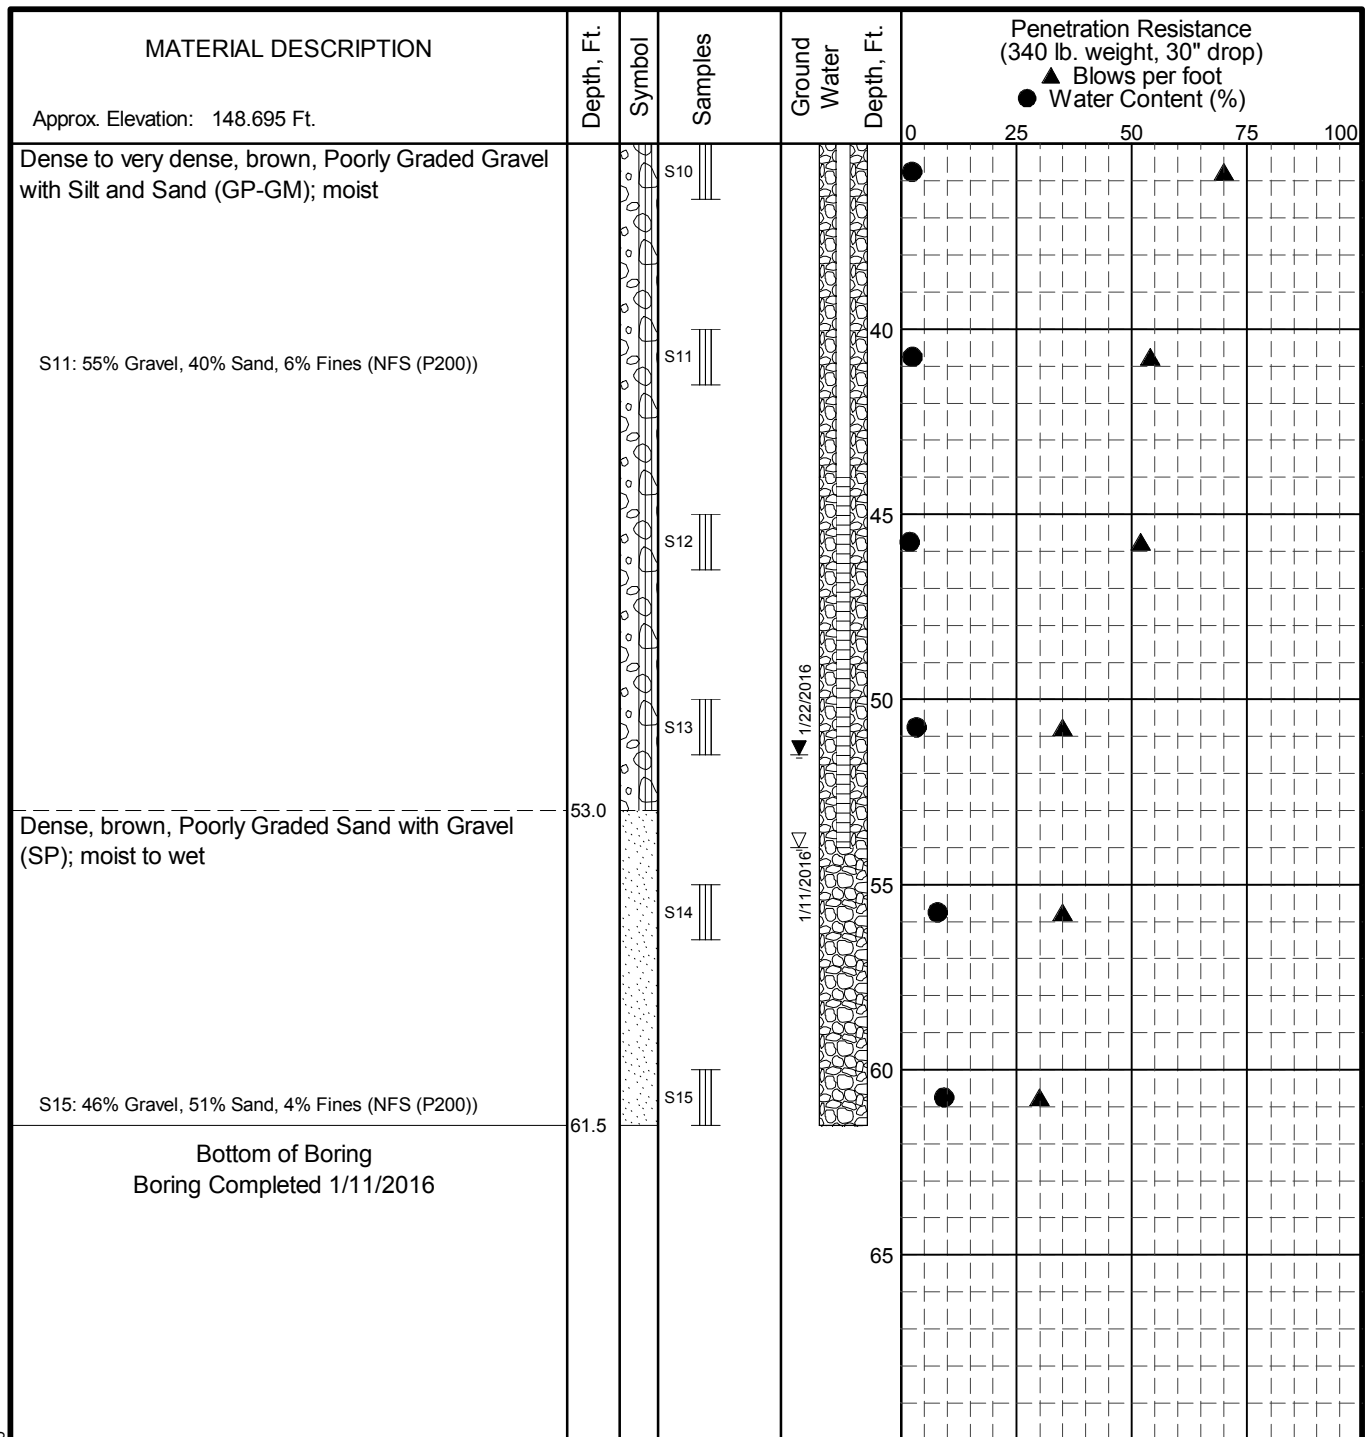 MATERIAL DESCRIPTION
Approx. Elevation: 148.695 Ft.
Depth, Ft.
Symbol
Samples
Ground
Water
Depth, Ft.
Penetration Resistance
(340 lb. weight, 30" drop)
▲ Blows per foot
● Water Content (%)
0 25 50 75 100
Dense to very dense, brown, Poorly Graded Gravel
with Silt and Sand (GP-GM); moist
S10
40
S11
S11: 55% Gravel, 40% Sand, 6% Fines (NFS (P200))
45
S12
1/22/2016
50
S13
53.0
Dense, brown, Poorly Graded Sand with Gravel
(SP); moist to wet
1/11/2016
55
S14
60
S15
S15: 46% Gravel, 51% Sand, 4% Fines (NFS (P200))
61.5
Bottom of Boring
Boring Completed 1/11/2016
65